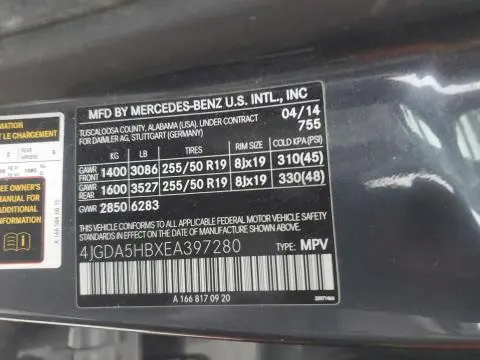 MFD BY MERCEDES-BENZ U.S. INTL., INC
TUSCALOOSA COUNTY, ALABAMA (USA). UNDER CONTRACT
FOR DAIMLER AG, STUTTGART (GERMANY)
04/14
755
KG LB TIRES RIM SIZE COLD KPA(PSI)
GAWR FRONT 1400 3086 255/50 R19 8Jx19 310(45)
GAWR REAR 1600 3527 255/50 R19 8Jx19 330(48)
GVWR 2850 6283
THIS VEHICLE CONFORMS TO ALL APPLICABLE FEDERAL MOTOR VEHICLE
SAFETY STANDARDS IN EFFECT ON THE DATE OF MANUFACTURE SHOWN ABOVE.
4JGDA5HBXEA397280 TYPE: MPV
A 166 817 09 20
MATION
LE CHARGEMENT
REAR
EE OWNER'S
MANUAL FOR
ADDITIONAL
INFORMATION